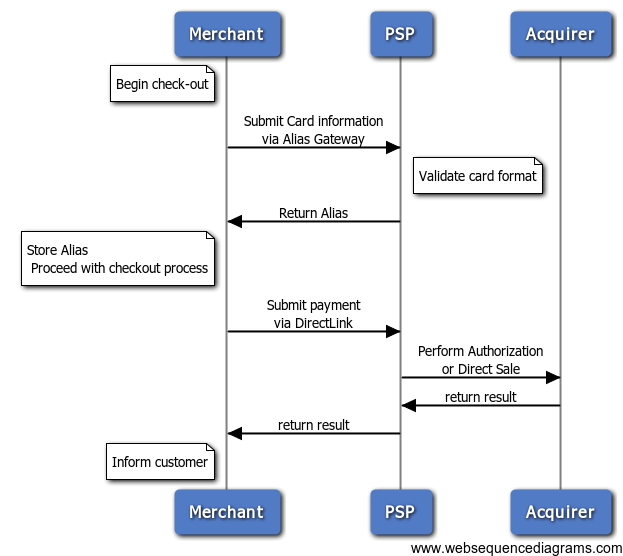 Merchant
PSP
Acquirer
Begin check-out
Submit Card information
via Alias Gateway
Validate card format
Return Alias
Store Alias
Proceed with checkout process
Submit payment
via DirectLink
Perform Authorization
or Direct Sale
return result
return result
Inform customer
Merchant
PSP
Acquirer
www.websequencediagrams.com